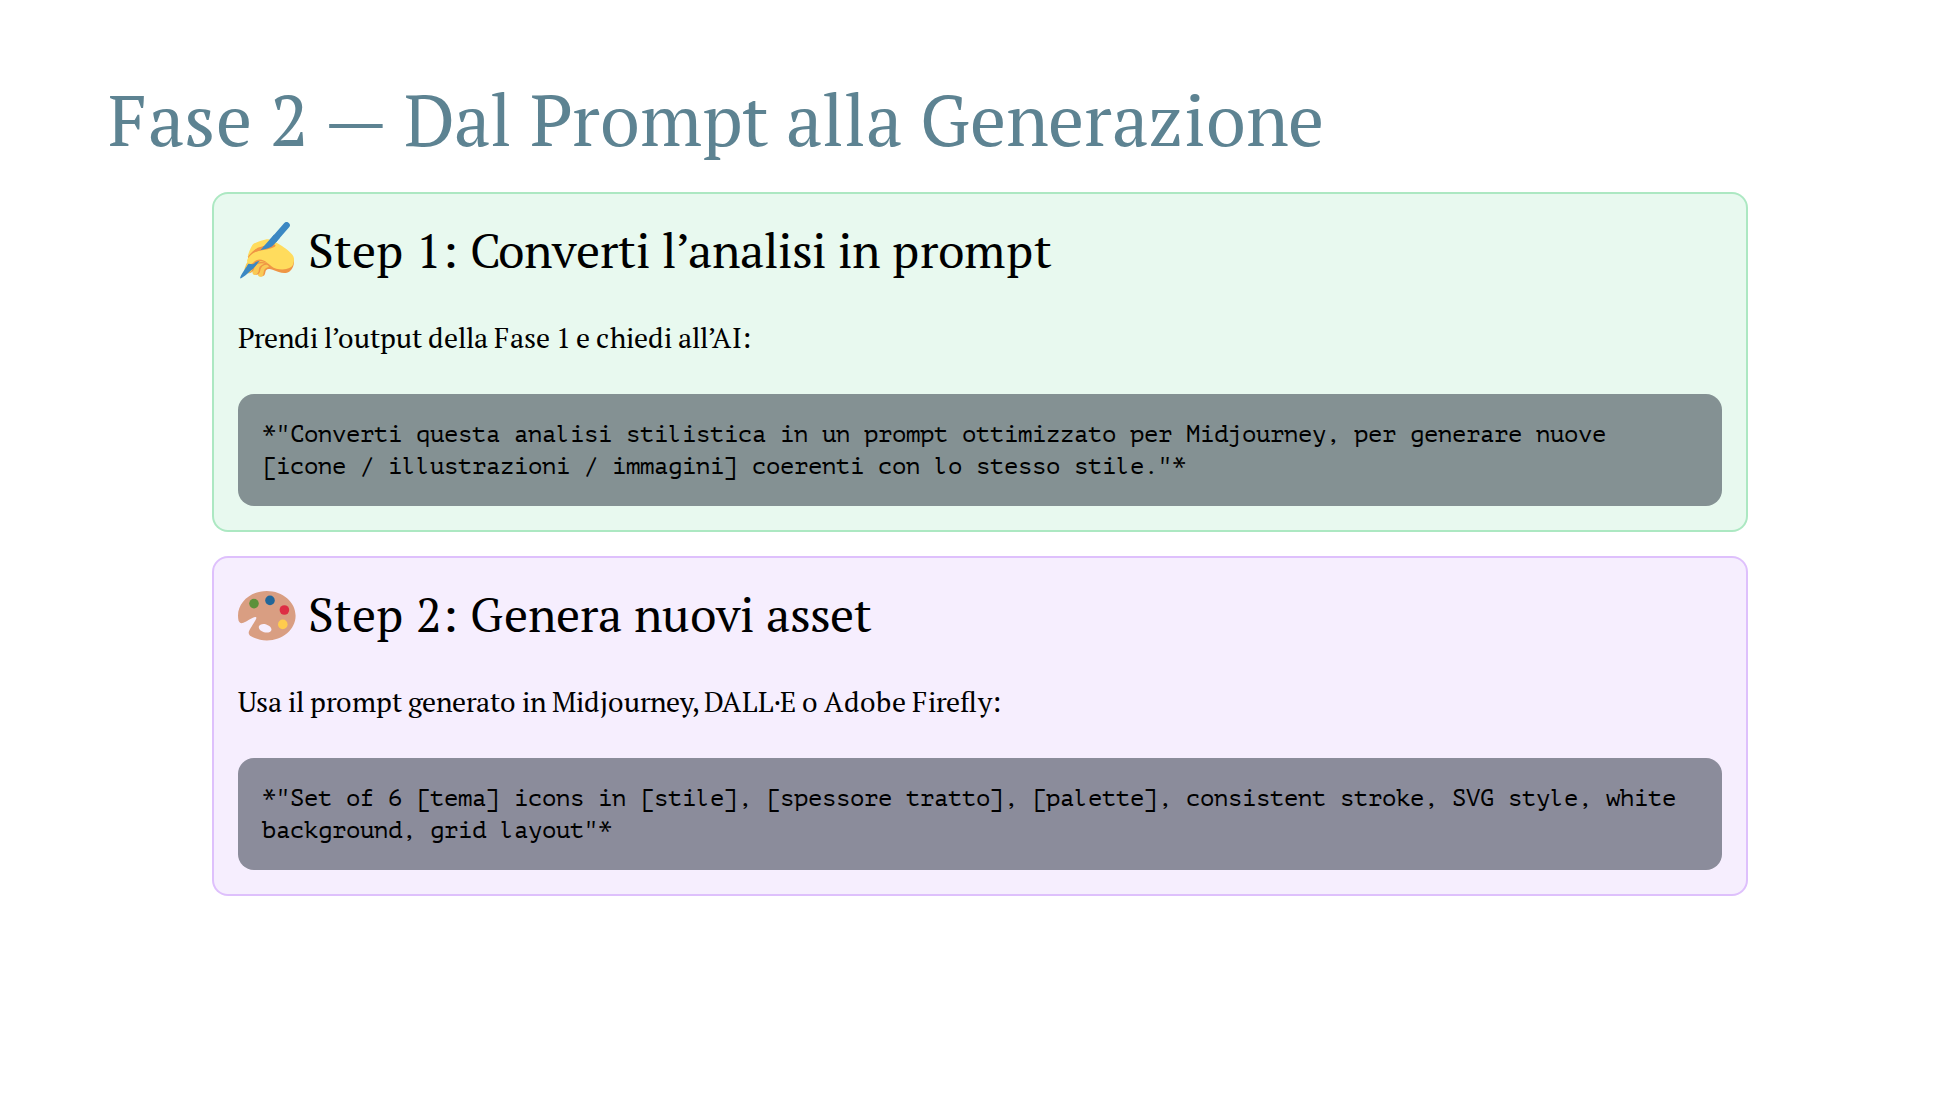 Fase 2 — Dal Prompt alla Generazione
✍️ Step 1: Converti l’analisi in prompt
Prendi l’output della Fase 1 e chiedi all’AI:
*"Converti questa analisi stilistica in un prompt ottimizzato per Midjourney, per generare nuove
[icone / illustrazioni / immagini] coerenti con lo stesso stile."*
🎨 Step 2: Genera nuovi asset
Usa il prompt generato in Midjourney, DALL·E o Adobe Firefly:
*"Set of 6 [tema] icons in [stile], [spessore tratto], [palette], consistent stroke, SVG style, white
background, grid layout"*